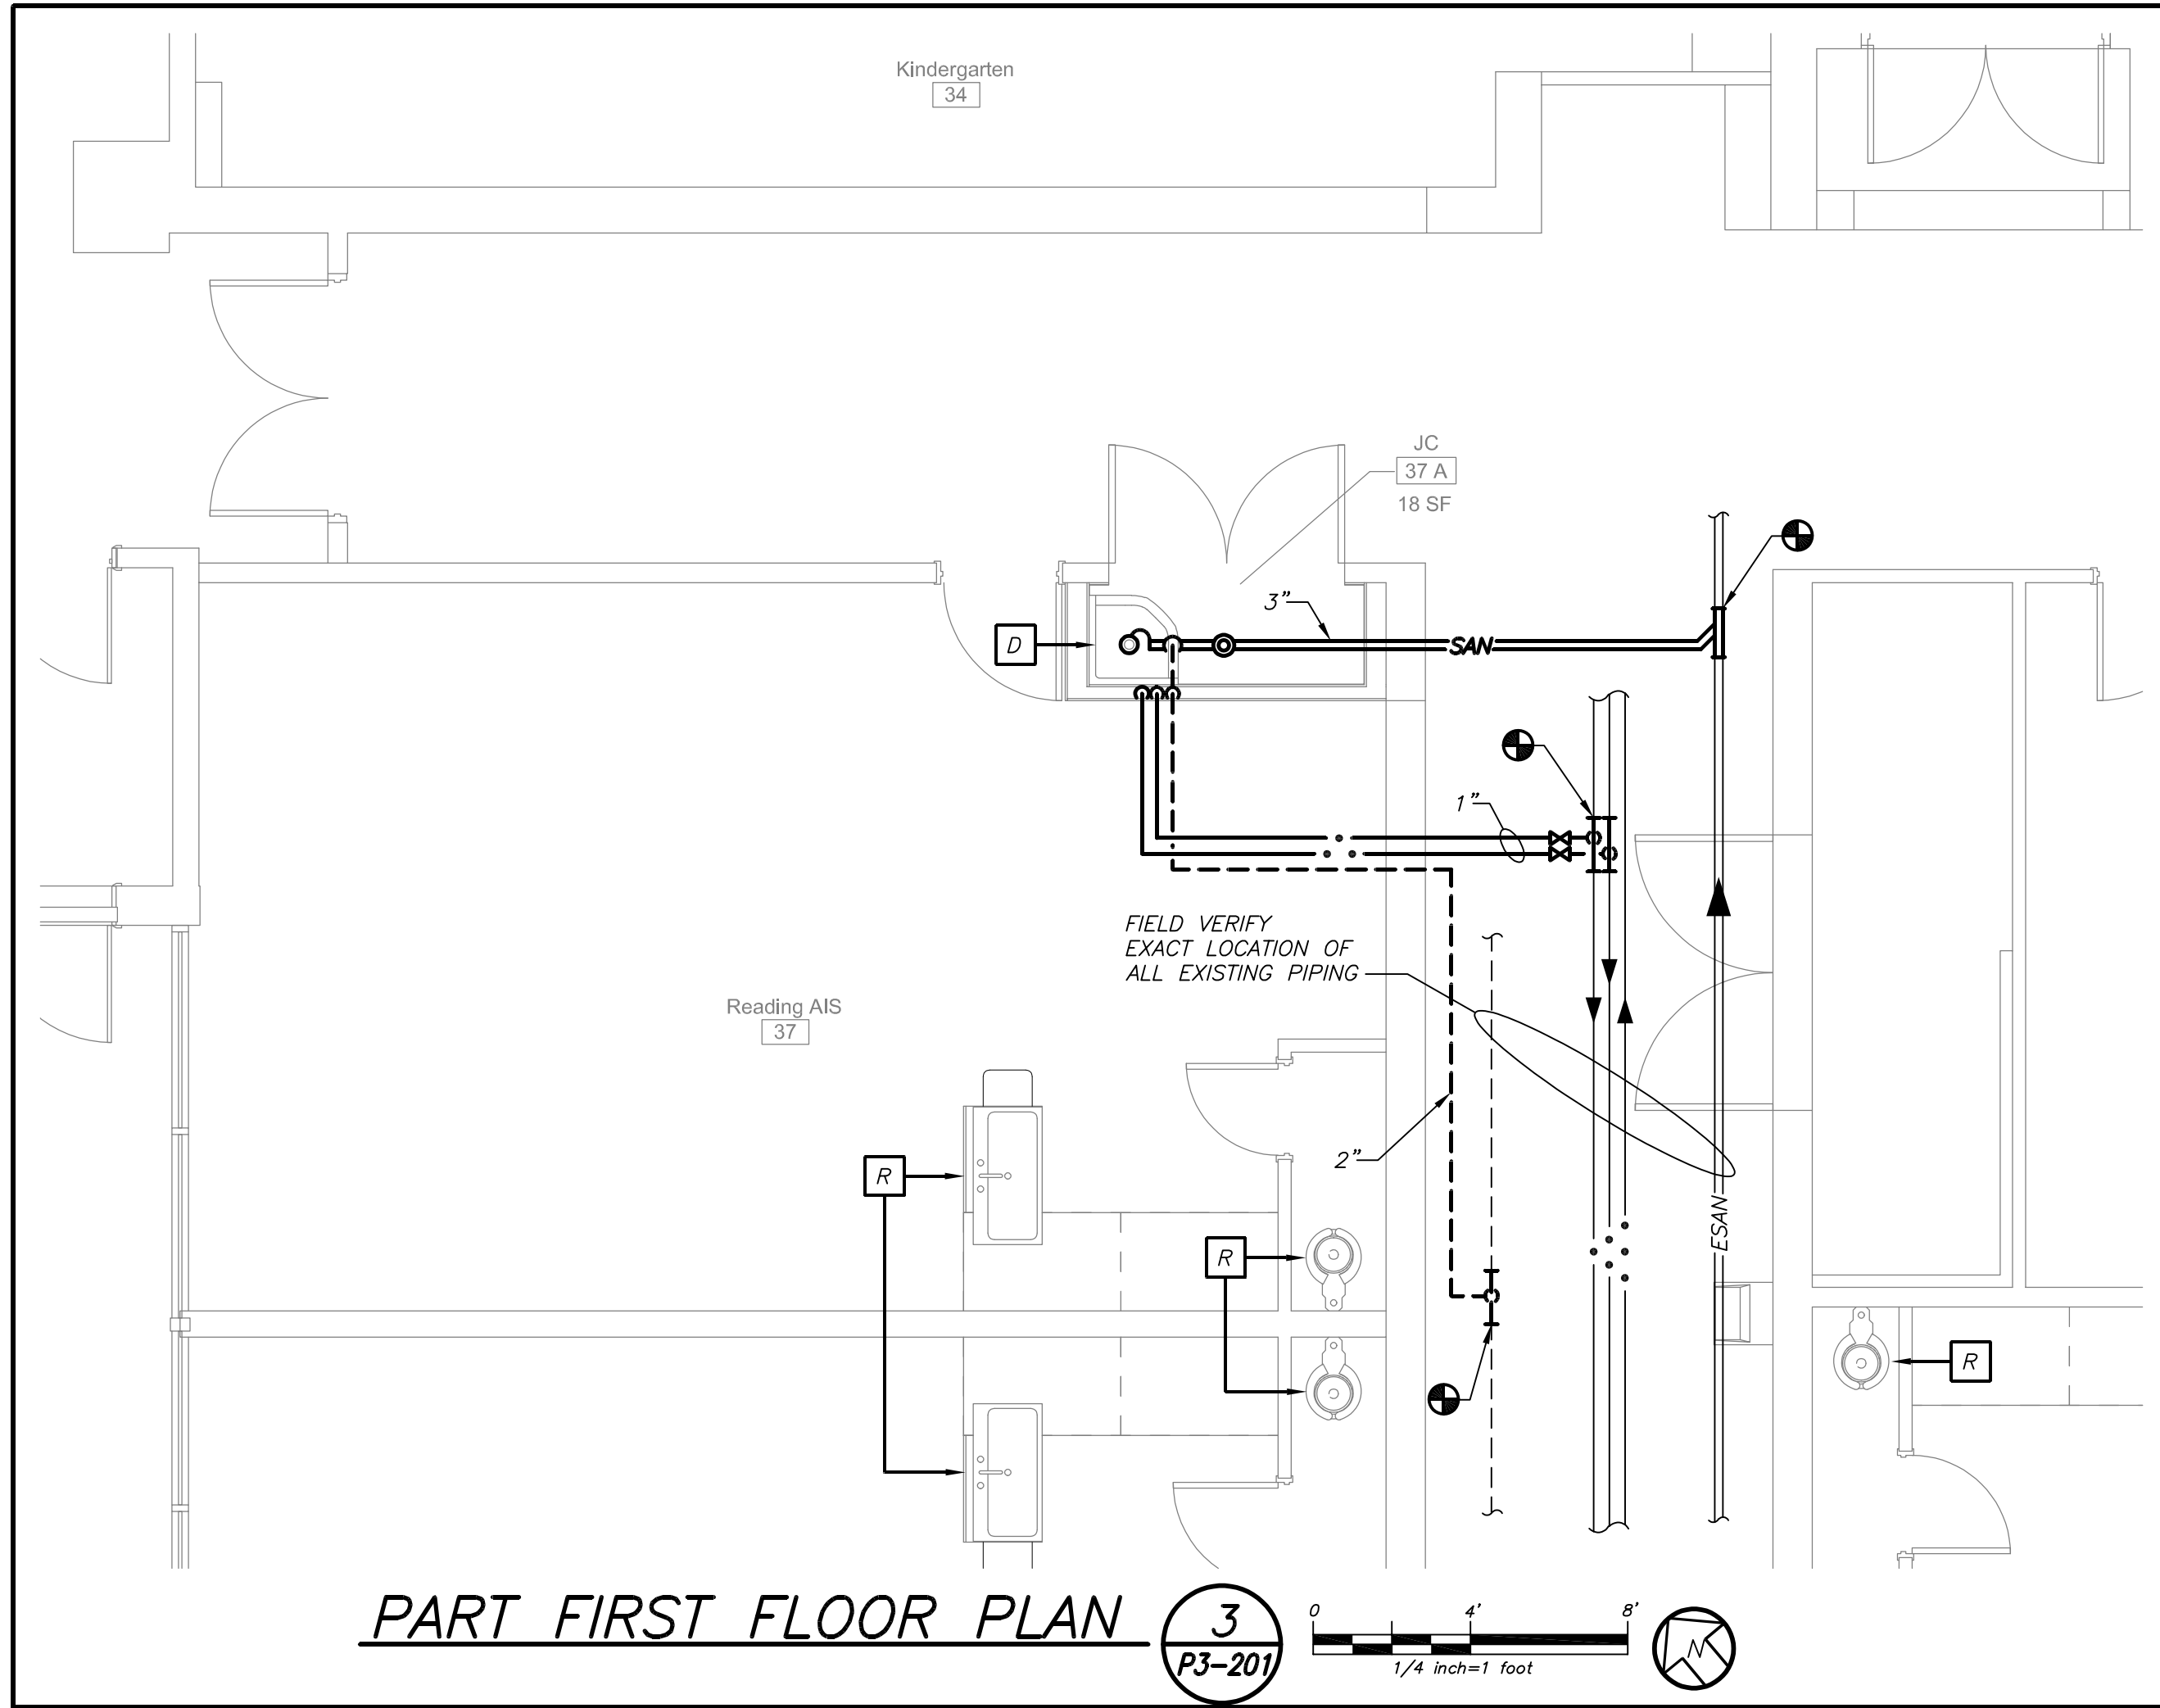 Kindergarten
34
JC
37 A
18 SF
3”
D
SAN
1”
FIELD VERIFY
EXACT LOCATION OF
ALL EXISTING PIPING
Reading AIS
37
2”
R
R
ESAN
R
PART FIRST FLOOR PLAN
3
P3-201
0 4’ 8’
1/4 inch=1 foot
N